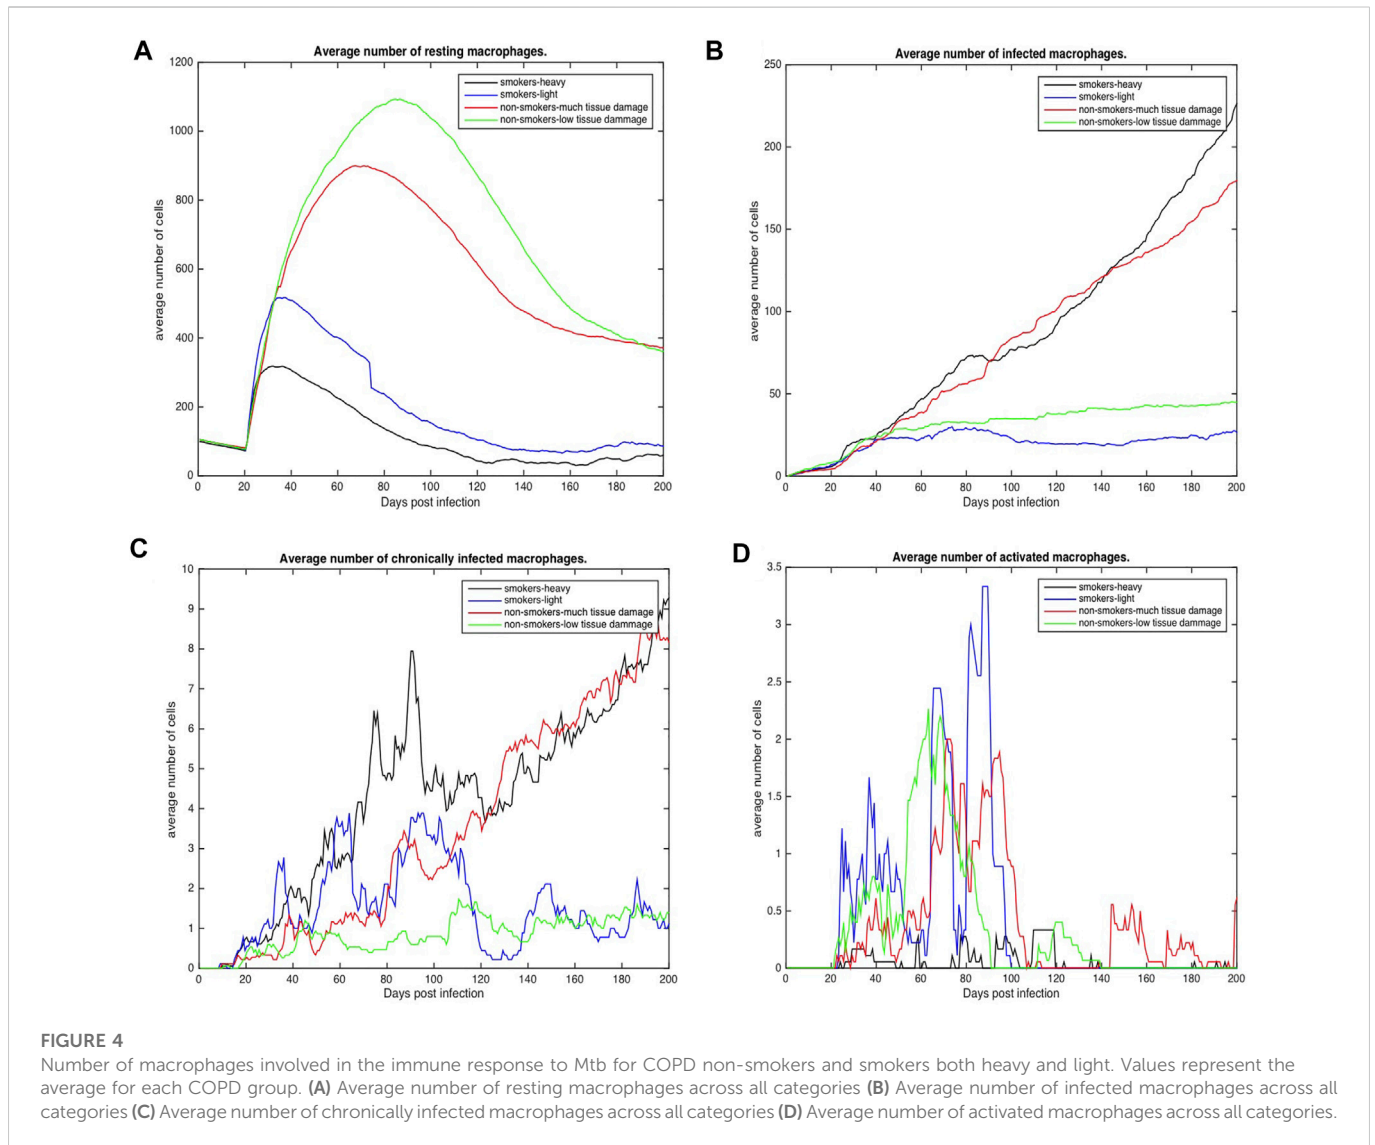 A
Average number of resting macrophages.
1200
1000
800
600
400
200
0
average number of cells
smokers-heavy
smokers-light
non-smokers-much tissue damage
non-smokers-low tissue dammage
0 20 40 60 80 100 120 140 160 180 200
Days post infection
B
Average number of infected macrophages.
250
200
150
100
50
0
average number of cells
smokers-heavy
smokers-light
non-smokers-much tissue damage
non-smokers-low tissue dammage
0 20 40 60 80 100 120 140 160 180 200
Days post infection
C
Average number of chronically infected macrophages.
10
9
8
7
6
5
4
3
2
1
0
average number of cells
smokers-heavy
smokers-light
non-smokers-much tissue damage
non-smokers-low tissue dammage
0 20 40 60 80 100 120 140 160 180 200
Days post infection
D
Average number of activated macrophages.
3.5
3
2.5
2
1.5
1
0.5
0
average number of cells
smokers-heavy
smokers-light
non-smokers-much tissue damage
non-smokers-low tissue dammage
0 20 40 60 80 100 120 140 160 180 200
Days post infection
FIGURE 4
Number of macrophages involved in the immune response to Mtb for COPD non-smokers and smokers both heavy and light. Values represent the
average for each COPD group. (A) Average number of resting macrophages across all categories (B) Average number of infected macrophages across all
categories (C) Average number of chronically infected macrophages across all categories (D) Average number of activated macrophages across all categories.